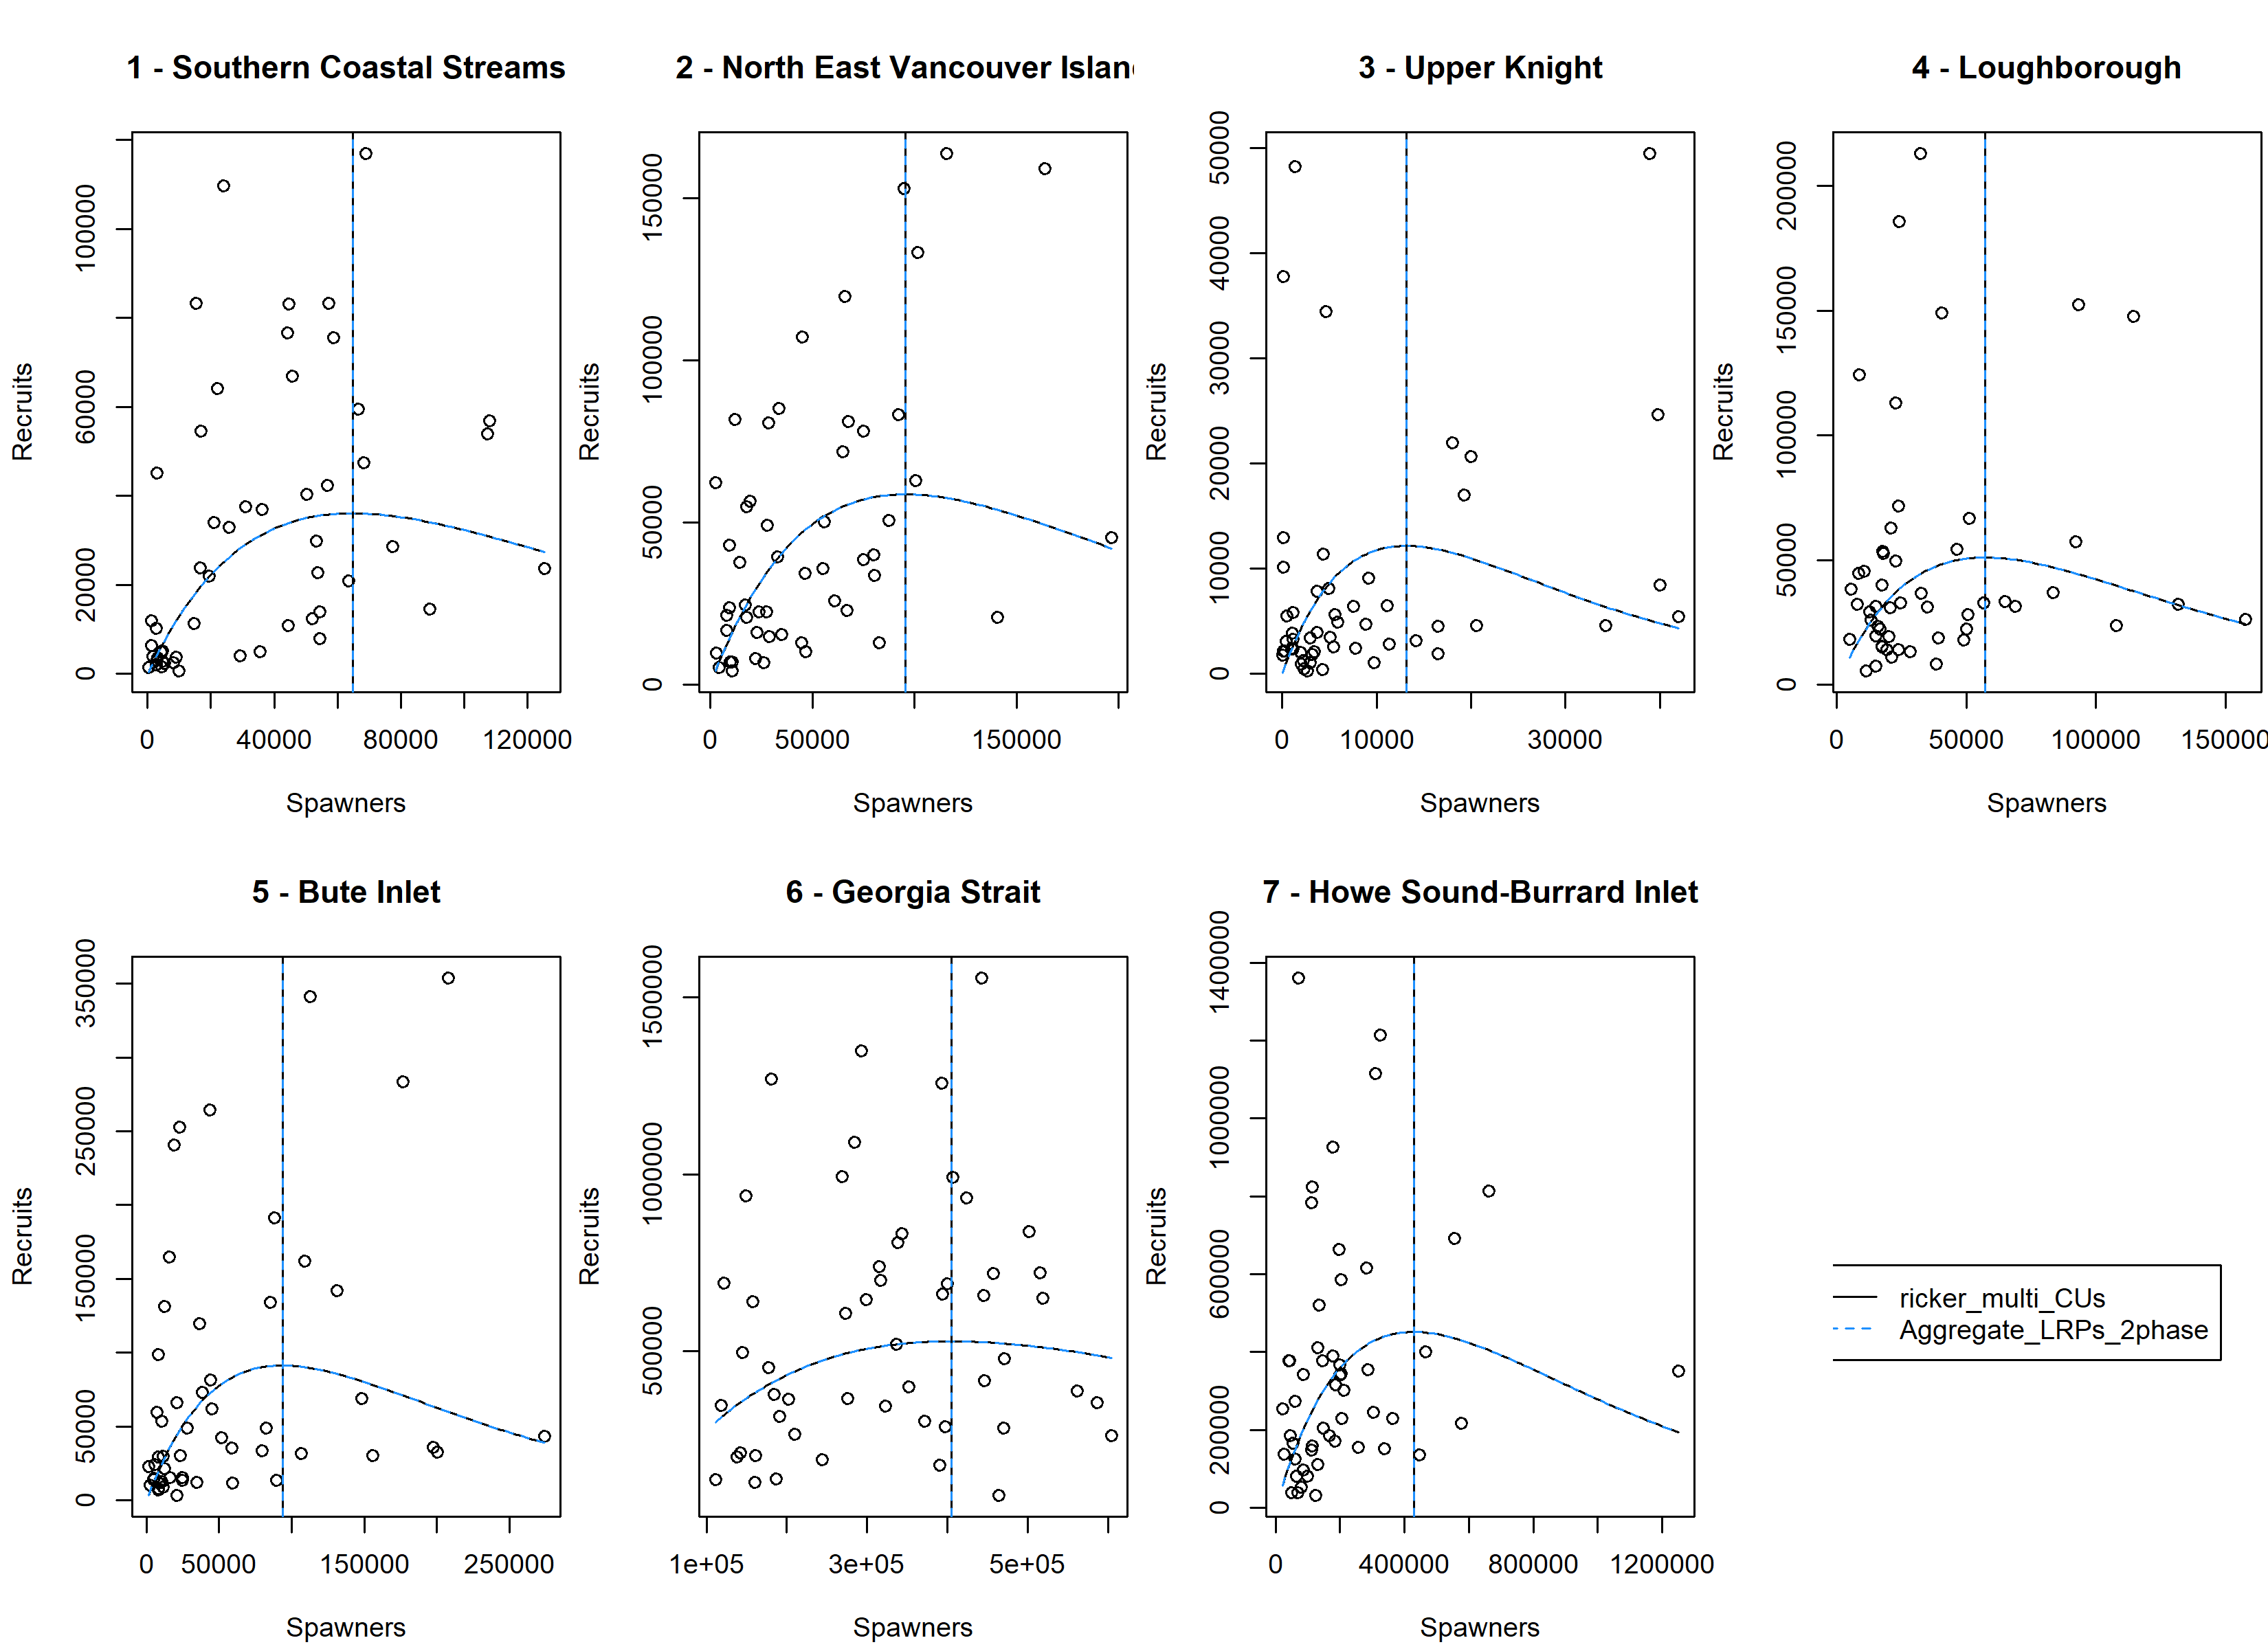 1 - Southern Coastal Streams
Recruits
0
20000
60000
100000
0
40000
80000
120000
Spawners
2 - North East Vancouver Islan
Recruits
0
50000
100000
150000
0
50000
150000
Spawners
3 - Upper Knight
Recruits
0
10000
20000
30000
40000
50000
0
10000
30000
Spawners
4 - Loughborough
Recruits
0
50000
100000
150000
200000
0
50000
100000
150000
Spawners
5 - Bute Inlet
Recruits
0
50000
150000
250000
350000
0
50000
150000
250000
Spawners
6 - Georgia Strait
Recruits
500000
1000000
1500000
1e+05
3e+05
5e+05
Spawners
7 - Howe Sound-Burrard Inlet
Recruits
0
200000
600000
1000000
1400000
0
400000
800000
1200000
Spawners
ricker_multi_CUs
Aggregate_LRPs_2phase